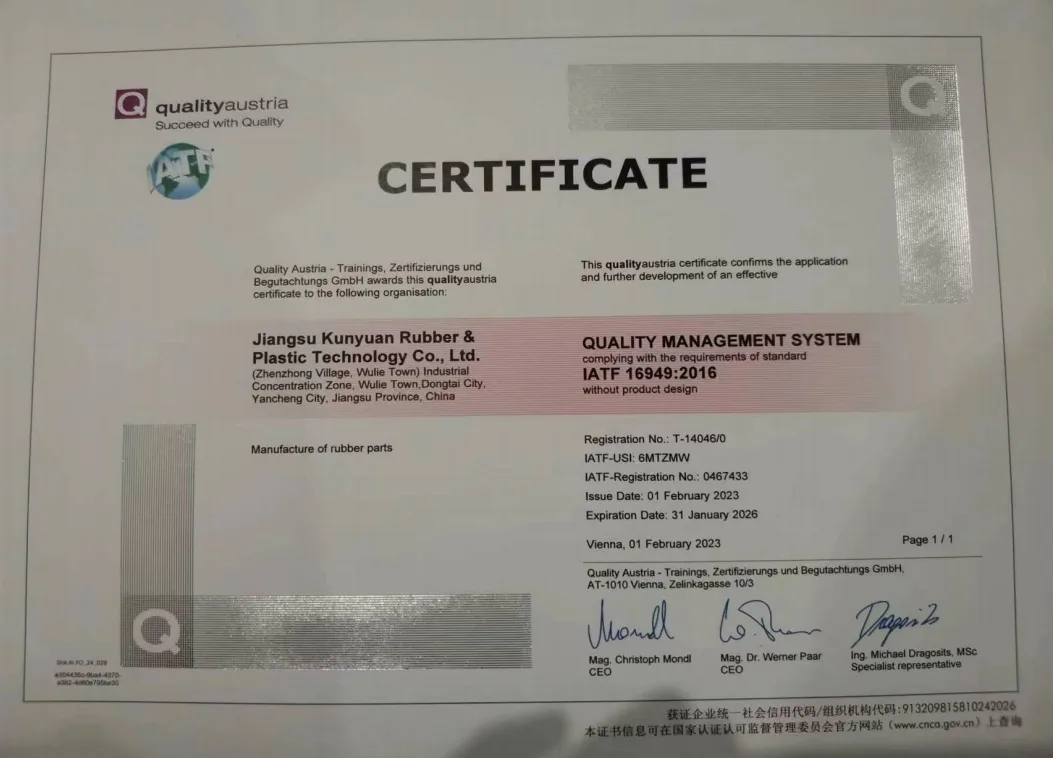 qualityaustria
Succeed with Quality
IATF
CERTIFICATE
Quality Austria - Trainings, Zertifizierungs und
Begutachtungs GmbH awards this qualityaustria
certificate to the following organisation:
This qualityaustria certificate confirms the application
and further development of an effective
Jiangsu Kunyuan Rubber &
Plastic Technology Co., Ltd.
(Zhenzhong Village, Wulie Town) Industrial
Concentration Zone, Wulie Town,Dongtai City,
Yancheng City, Jiangsu Province, China
QUALITY MANAGEMENT SYSTEM
complying with the requirements of standard
IATF 16949:2016
without product design
Manufacture of rubber parts
Registration No.: T-14046/0
IATF-USI: 6MTZMW
IATF-Registration No.: 0467433
Issue Date: 01 February 2023
Expiration Date: 31 January 2026
Vienna, 01 February 2023
Page 1 / 1
Quality Austria - Trainings, Zertifizierungs und Begutachtungs GmbH,
AT-1010 Vienna, Zelinkagasse 10/3
Mag. Christoph Mondl
CEO
Mag. Dr. Werner Paar
CEO
Ing. Michael Dragosits, MSc
Specialist representative
获证企业统一社会信用代码/组织机构代码:913209815810242026
本证书信息可在国家认证认可监督管理委员会官方网站（www.cnca.gov.cn）上查询